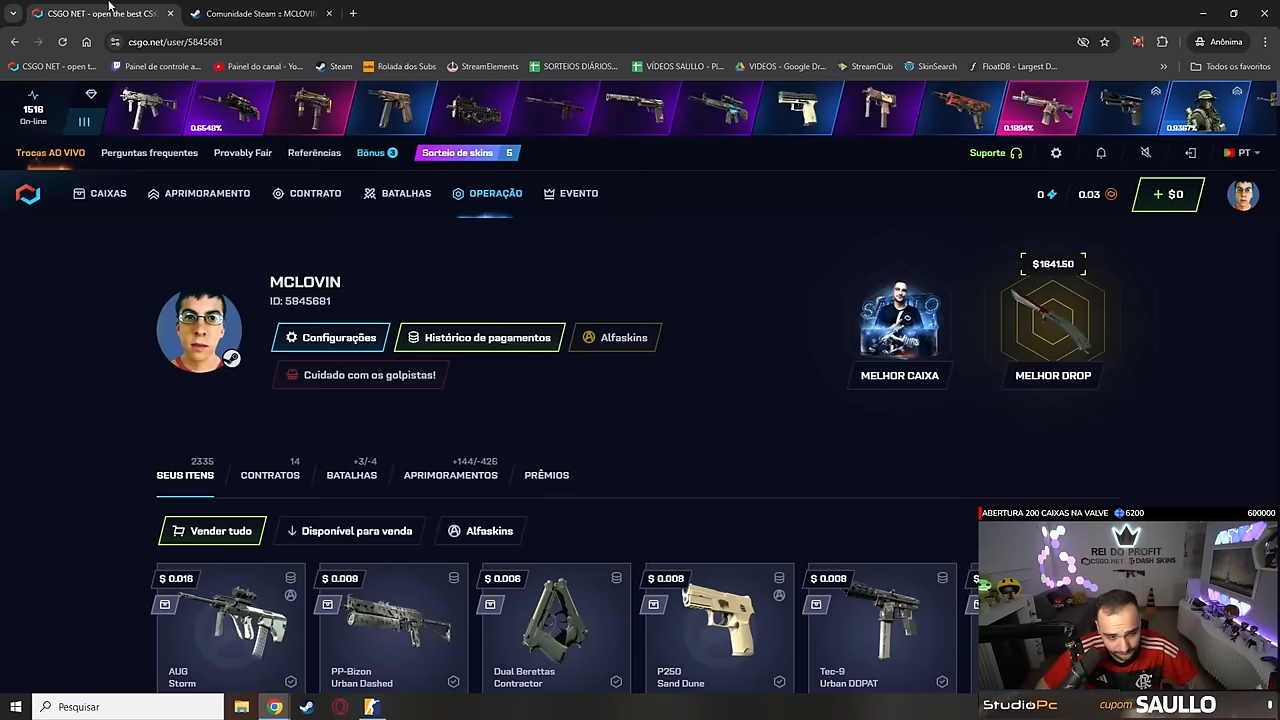 CSGO NET - open the best CS
Comunidade Steam :: MCLOVIN
csgo.net/user/5845681
Anônima
CSGO NET - open t...
Painel de controle a...
Painel do canal - Yo...
Steam
Rolada dos Subs
StreamElements
SORTEIOS DIÁRIOS...
VÍDEOS SAULLO - Pl...
VIDEOS - Google Dr...
StreamClub
SkinSearch
FloatDB - Largest D...
Todos os favoritos
1516
On-line
0.6548%
0.1894%
0.9367%
Trocas AO VIVO
Perguntas frequentes
Provably Fair
Referências
Bônus 3
Sorteio de skins 5
Suporte
PT
CAIXAS
APRIMORAMENTO
CONTRATO
BATALHAS
OPERAÇÃO
EVENTO
0
0.03
+ $0
MCLOVIN
ID: 5845681
Configurações
Histórico de pagamentos
Alfaskins
Cuidado com os golpistas!
MELHOR CAIXA
$1841.50
MELHOR DROP
2335
SEUS ITENS
14
CONTRATOS
+3/-4
BATALHAS
+144/-426
APRIMORAMENTOS
PRÊMIOS
Vender tudo
Disponível para venda
Alfaskins
$ 0.016
AUG
Storm
$ 0.009
PP-Bizon
Urban Dashed
$ 0.006
Dual Berettas
Contractor
$ 0.008
P250
Sand Dune
$ 0.008
Tec-9
Urban DDPAT
ABERTURA 200 CAIXAS NA VALVE
6200
600000
REI DO PROFIT
CSGO.NET
DASH SKINS
StudioPc
cupom SAULLO
Pesquisar